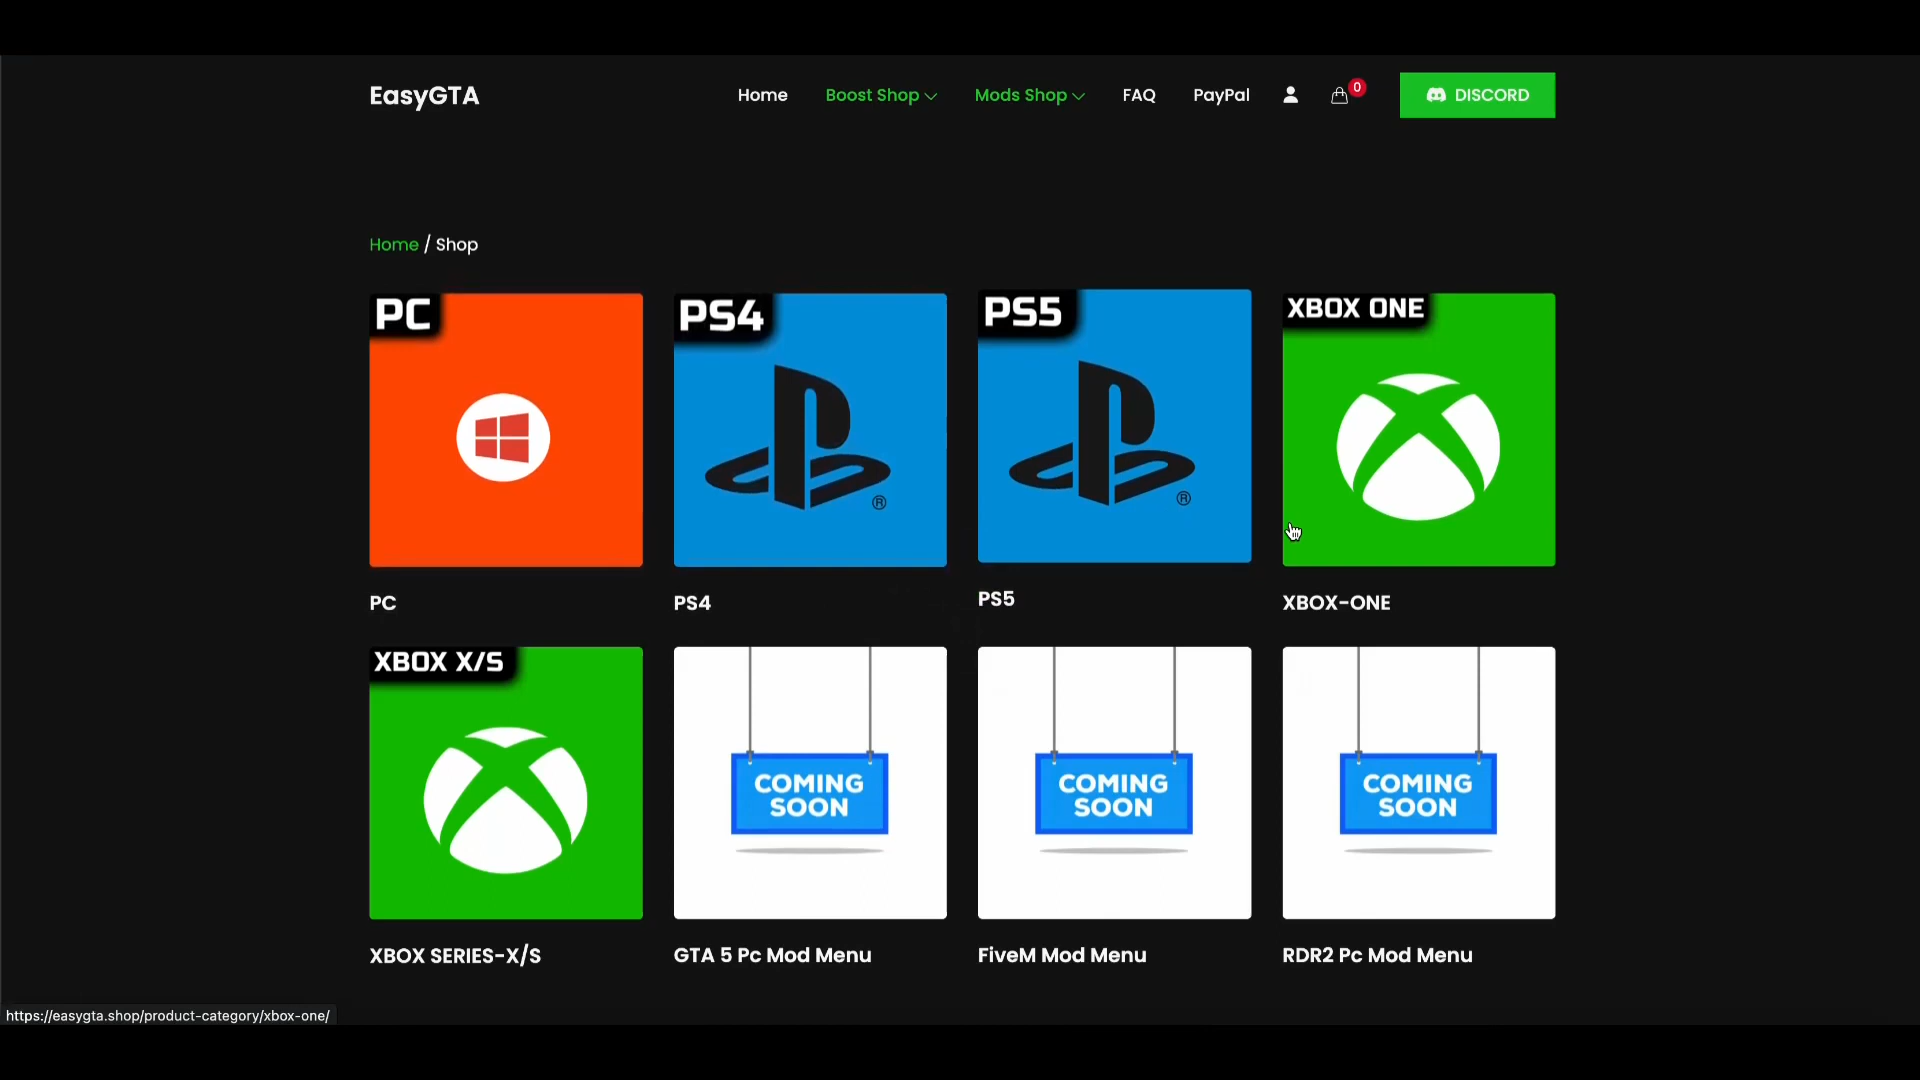 EasyGTA
Home
Boost Shop
Mods Shop
FAQ
PayPal
0
DISCORD
Home / Shop
PC
PS4
PS5
XBOX ONE
®
®
PC
PS4
PS5
XBOX-ONE
XBOX X/S
COMING
SOON
COMING
SOON
COMING
SOON
XBOX SERIES-X/S
GTA 5 Pc Mod Menu
FiveM Mod Menu
RDR2 Pc Mod Menu
https://easygta.shop/product-category/xbox-one/